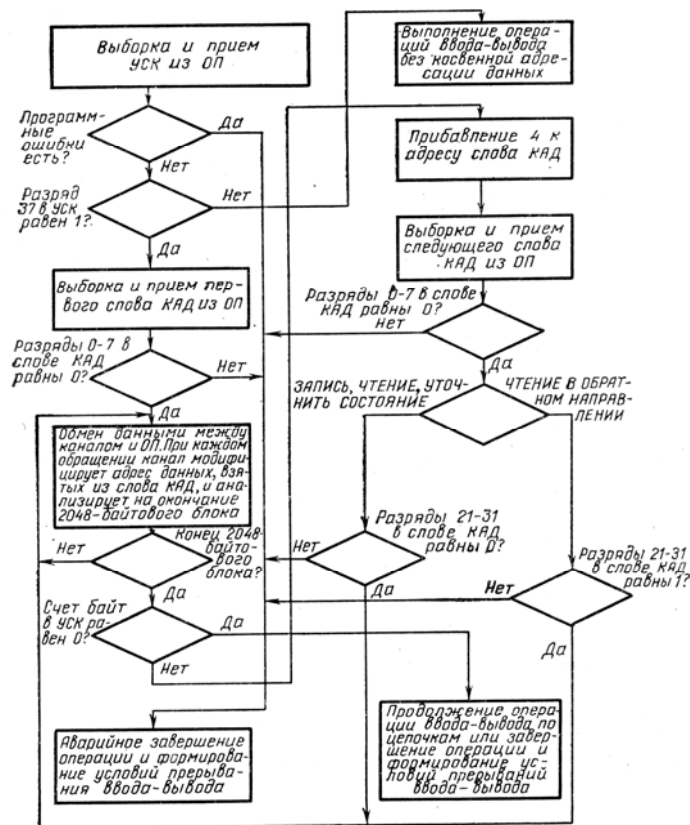 Выборка и прием
УСК из ОП
Программ-
ные
ошибки
есть?
Да
Нет
Разряд
37 в УСК
равен 1?
Нет
Да
Выборка и прием пер-
вого слова КАД из ОП
Разряды 0-7 в
слове КАД
равны 0?
Нет
Да
Обмен данными между
каналом и ОП. При каждом
обращении канал модифи-
цирует адрес данных, взя-
тых из слова КАД, и ана-
лизирует на окончание
2048-байтового блока
Нет
Конец 2048-
байто-
вого
блока?
Да
Счет байт
в УСК ра-
вен 0?
Да
Нет
Аварийное завершение
операции и формирова-
ние условий прерыва-
ния ввода-вывода
Выполнение опера-
ций ввода-вывода
без косвенной адре-
сации данных
Прибавление 4 к
адресу слова КАД
Выборка и прием
следующего слова
КАД из ОП
Разряды 0-7 в слове
КАД равны 0?
Нет
Да
ЗАПИСЬ, ЧТЕНИЕ, УТОЧ-
НИТЬ СОСТОЯНИЕ
ЧТЕНИЕ В ОБРАТ-
НОМ НАПРАВ-
ЛЕНИИ
Разряды 21-31
в слове КАД
равны 0?
Нет
Да
Разряды 21-31
в слове КАД
равны 1?
Нет
Да
Продолжение опера-
ции ввода-вывода по
цепочкам или завер-
шение операции и
формирование ус-
ловий прерываний
ввода-вывода